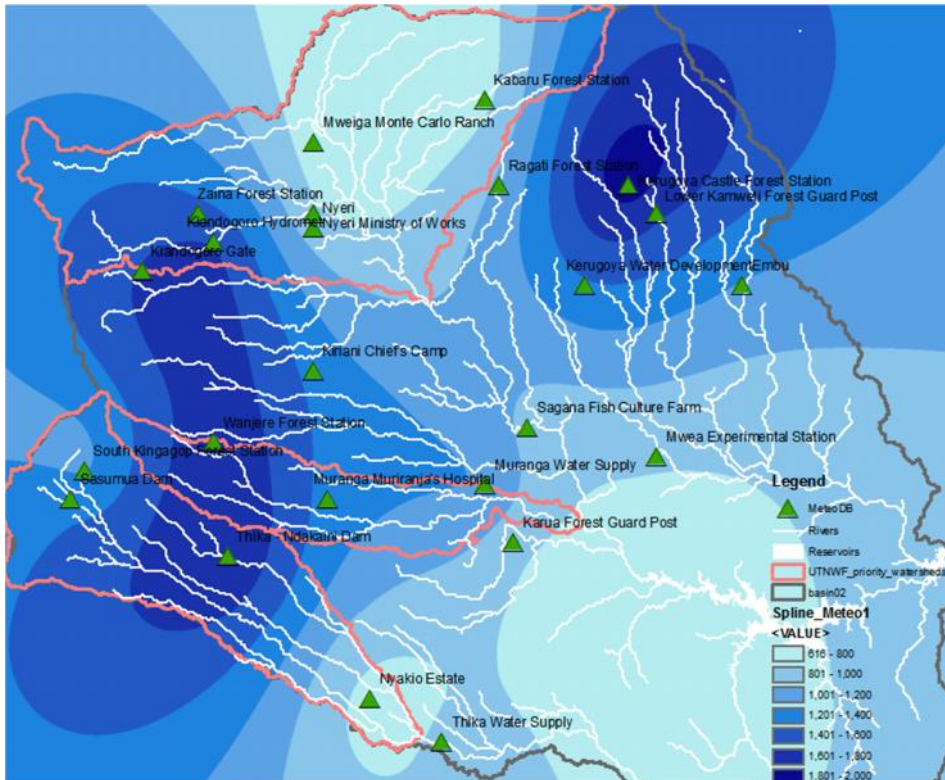 Kabaru Forest Station
Mweiga Monte Carlo Ranch
Ragati Forest Station
Kerugoya Castle Forest Station
Zaina Forest Station
Nyeri
Lower Kamweti Forest Guard Post
Kiandogoro Hydromet
Nyeri Ministry of Works
Kiandogoro Gate
Kerugoya Water Development
Embu
Kiriani Chief's Camp
Sagana Fish Culture Farm
Wanjere Forest Station
Mwea Experimental Station
South Kingagop Forest Station
Muranga Water Supply
Sasumua Dam
Muranga Muriranja's Hospital
Karua Forest Guard Post
Thika - Ndakaini Dam
Nyakio Estate
Thika Water Supply
Legend
MeteoDB
Rivers
Reservoirs
UTNWF_priority_watersheds
basin02
Spline_Meteo1
<VALUE>
616 - 800
801 - 1,000
1,001 - 1,200
1,201 - 1,400
1,401 - 1,600
1,601 - 1,800
1,801 - 2,000